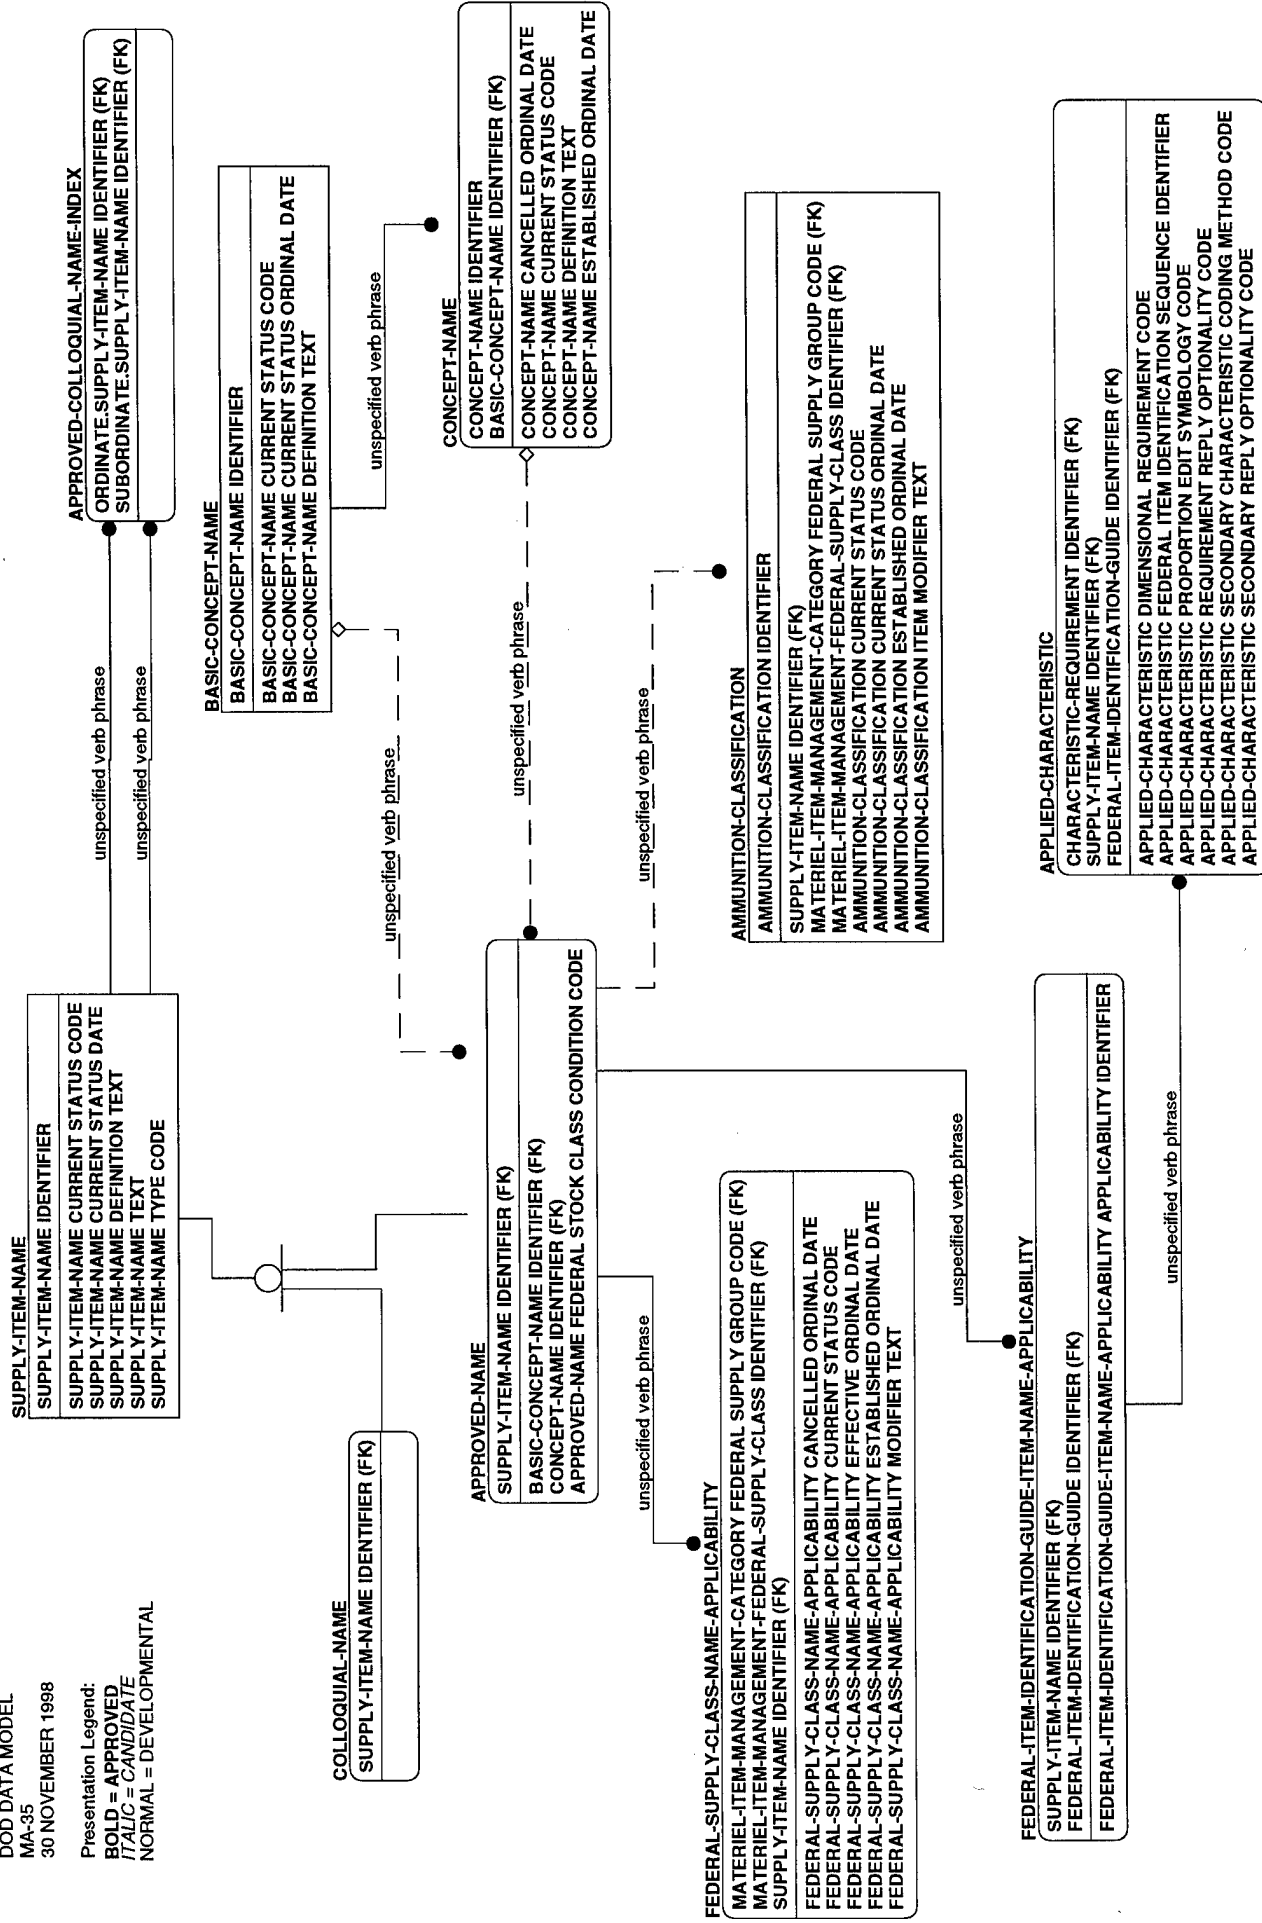 DOD DATA MODEL
MA-35
30 NOVEMBER 1998
Presentation Legend:
BOLD = APPROVED
ITALIC = CANDIDATE
NORMAL = DEVELOPMENTAL
SUPPLY-ITEM-NAME
SUPPLY-ITEM-NAME IDENTIFIER
SUPPLY-ITEM-NAME CURRENT STATUS CODE
SUPPLY-ITEM-NAME CURRENT STATUS DATE
SUPPLY-ITEM-NAME DEFINITION TEXT
SUPPLY-ITEM-NAME TEXT
SUPPLY-ITEM-NAME TYPE CODE
unspecified verb phrase
unspecified verb phrase
APPROVED-COLLOQUIAL-NAME-INDEX
ORDINATE.SUPPLY-ITEM-NAME IDENTIFIER (FK)
SUBORDINATE.SUPPLY-ITEM-NAME IDENTIFIER (FK)
BASIC-CONCEPT-NAME
BASIC-CONCEPT-NAME IDENTIFIER
BASIC-CONCEPT-NAME CURRENT STATUS CODE
BASIC-CONCEPT-NAME CURRENT STATUS ORDINAL DATE
BASIC-CONCEPT-NAME DEFINITION TEXT
unspecified verb phrase
unspecified verb phrase
COLLOQUIAL-NAME
SUPPLY-ITEM-NAME IDENTIFIER (FK)
CONCEPT-NAME
CONCEPT-NAME IDENTIFIER
BASIC-CONCEPT-NAME IDENTIFIER (FK)
CONCEPT-NAME CANCELLED ORDINAL DATE
CONCEPT-NAME CURRENT STATUS CODE
CONCEPT-NAME DEFINITION TEXT
CONCEPT-NAME ESTABLISHED ORDINAL DATE
unspecified verb phrase
APPROVED-NAME
SUPPLY-ITEM-NAME IDENTIFIER (FK)
BASIC-CONCEPT-NAME IDENTIFIER (FK)
CONCEPT-NAME IDENTIFIER (FK)
APPROVED-NAME FEDERAL STOCK CLASS CONDITION CODE
unspecified verb phrase
unspecified verb phrase
FEDERAL-SUPPLY-CLASS-NAME-APPLICABILITY
MATERIEL-ITEM-MANAGEMENT-CATEGORY FEDERAL SUPPLY GROUP CODE (FK)
MATERIEL-ITEM-MANAGEMENT-FEDERAL-SUPPLY-CLASS IDENTIFIER (FK)
SUPPLY-ITEM-NAME IDENTIFIER (FK)
FEDERAL-SUPPLY-CLASS-NAME-APPLICABILITY CANCELLED ORDINAL DATE
FEDERAL-SUPPLY-CLASS-NAME-APPLICABILITY CURRENT STATUS CODE
FEDERAL-SUPPLY-CLASS-NAME-APPLICABILITY EFFECTIVE ORDINAL DATE
FEDERAL-SUPPLY-CLASS-NAME-APPLICABILITY ESTABLISHED ORDINAL DATE
FEDERAL-SUPPLY-CLASS-NAME-APPLICABILITY MODIFIER TEXT
AMMUNITION-CLASSIFICATION
AMMUNITION-CLASSIFICATION IDENTIFIER
SUPPLY-ITEM-NAME IDENTIFIER (FK)
MATERIEL-ITEM-MANAGEMENT-CATEGORY FEDERAL SUPPLY GROUP CODE (FK)
MATERIEL-ITEM-MANAGEMENT-FEDERAL-SUPPLY-CLASS IDENTIFIER (FK)
AMMUNITION-CLASSIFICATION CURRENT STATUS CODE
AMMUNITION-CLASSIFICATION CURRENT STATUS ORDINAL DATE
AMMUNITION-CLASSIFICATION ESTABLISHED ORDINAL DATE
AMMUNITION-CLASSIFICATION ITEM MODIFIER TEXT
unspecified verb phrase
FEDERAL-ITEM-IDENTIFICATION-GUIDE-ITEM-NAME-APPLICABILITY
SUPPLY-ITEM-NAME IDENTIFIER (FK)
FEDERAL-ITEM-IDENTIFICATION-GUIDE IDENTIFIER (FK)
FEDERAL-ITEM-IDENTIFICATION-GUIDE-ITEM-NAME-APPLICABILITY APPLICABILITY IDENTIFIER
unspecified verb phrase
APPLIED-CHARACTERISTIC
CHARACTERISTIC-REQUIREMENT IDENTIFIER (FK)
SUPPLY-ITEM-NAME IDENTIFIER (FK)
FEDERAL-ITEM-IDENTIFICATION-GUIDE IDENTIFIER (FK)
APPLIED-CHARACTERISTIC DIMENSIONAL REQUIREMENT CODE
APPLIED-CHARACTERISTIC FEDERAL ITEM IDENTIFICATION SEQUENCE IDENTIFIER
APPLIED-CHARACTERISTIC PROPORTION EDIT SYMBOLOGY CODE
APPLIED-CHARACTERISTIC REQUIREMENT REPLY OPTIONALITY CODE
APPLIED-CHARACTERISTIC SECONDARY CHARACTERISTIC CODING METHOD CODE
APPLIED-CHARACTERISTIC SECONDARY REPLY OPTIONALITY CODE